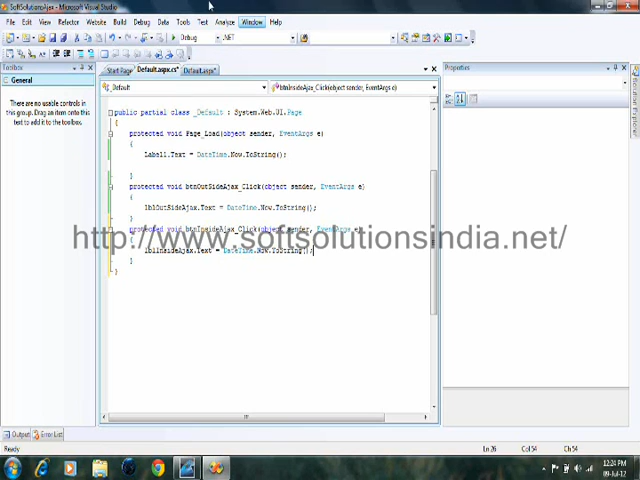 SoftSolutionsAjax - Microsoft Visual Studio
File Edit View Refactor Website Build Debug Data Tools Test Analyze Window Help
Debug .NET
Toolbox
General
There are no usable controls in this group. Drag an item onto this text to add it to the toolbox.
Start Page Default.aspx.cs* Default.aspx*
_Default btnInsideAjax_Click(object sender, EventArgs e)
public partial class _Default : System.Web.UI.Page
{
protected void Page_Load(object sender, EventArgs e)
{
Label1.Text = DateTime.Now.ToString();
}
protected void btnOutSideAjax_Click(object sender, EventArgs e)
{
lblOutSideAjax.Text = DateTime.Now.ToString();
}
protected void btnInsideAjax_Click(object sender, EventArgs e)
{
http://www.softsolutionsindia.net/
lblInsideAjax.Text = DateTime.Now.ToString();
}
}
Properties
Solution Explorer
Output Error List
Ready Ln 26 Col 54 Ch 54
12:24 PM
09-Jul-12